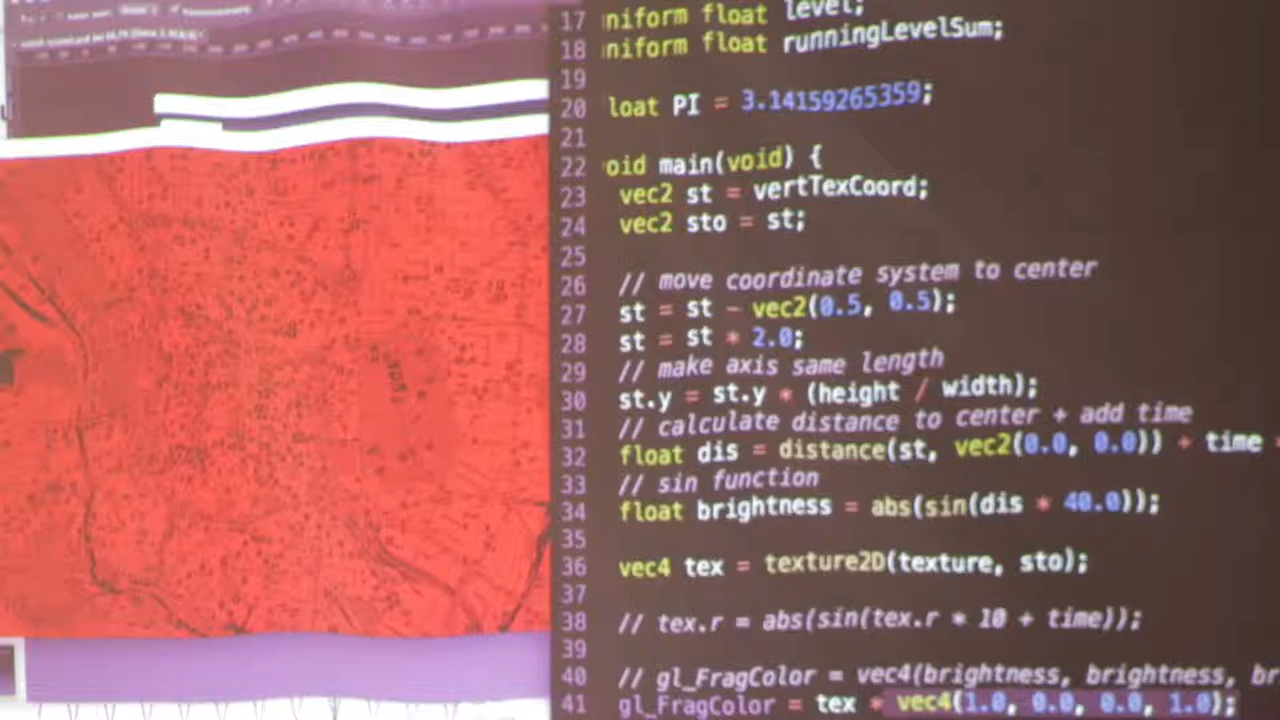 17 niform float level;
18 niform float runningLevelSum;
19
20 loat PI = 3.14159265359;
21
22 oid main(void) {
23 vec2 st = vertTexCoord;
24 vec2 sto = st;
25
26 // move coordinate system to center
27 st = st - vec2(0.5, 0.5);
28 st = st * 2.0;
29 // make axis same length
30 st.y = st.y * (height / width);
31 // calculate distance to center + add time
32 float dis = distance(st, vec2(0.0, 0.0)) + time
33 // sin function
34 float brightness = abs(sin(dis * 40.0));
35
36 vec4 tex = texture2D(texture, sto);
37
38 // tex.r = abs(sin(tex.r * 10 + time));
39
40 // gl_FragColor = vec4(brightness, brightness, br
41 gl_FragColor = tex * vec4(1.0, 0.0, 0.0, 1.0);